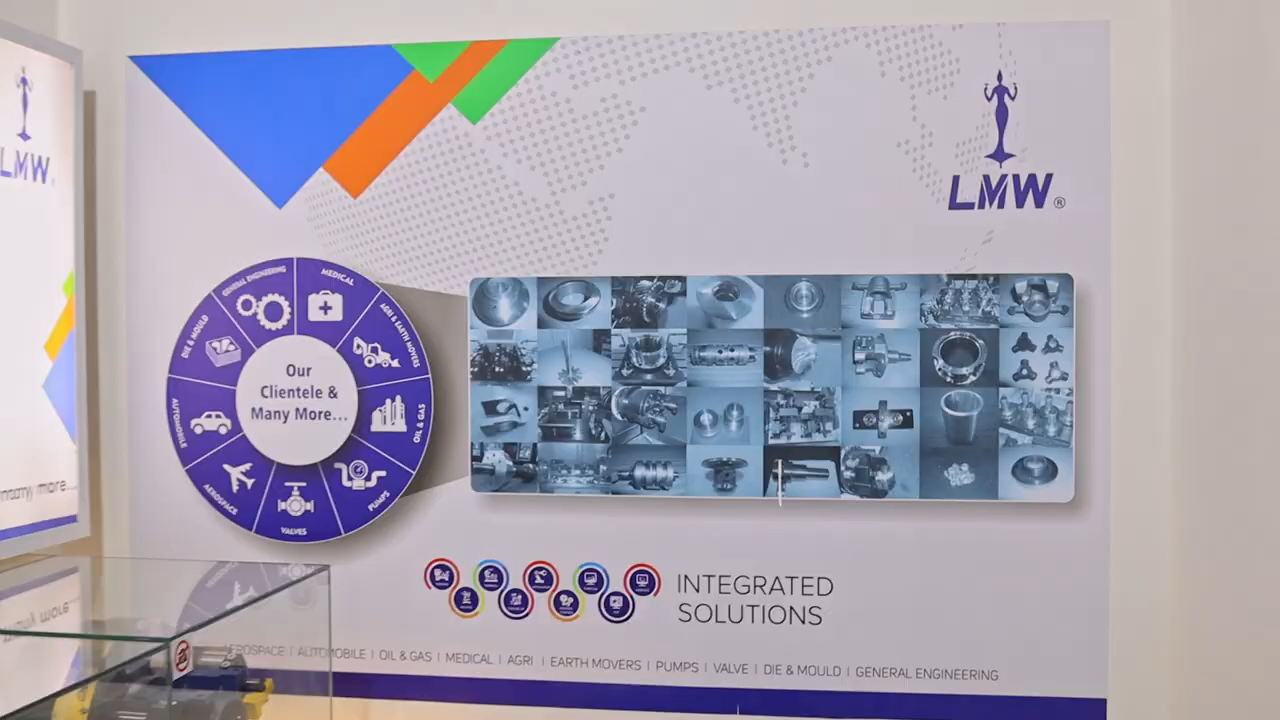 LMW
LMW®
GENERAL ENGINEERING
MEDICAL
AGRI & EARTH MOVERS
OIL & GAS
PUMPS
VALVES
AEROSPACE
AUTOMOBILE
DIE & MOULD
Our
Clientele &
Many More...
more
INTEGRATED
SOLUTIONS
AEROSPACE | AUTOMOBILE | OIL & GAS | MEDICAL | AGRI | EARTH MOVERS | PUMPS | VALVE | DIE & MOULD | GENERAL ENGINEERING